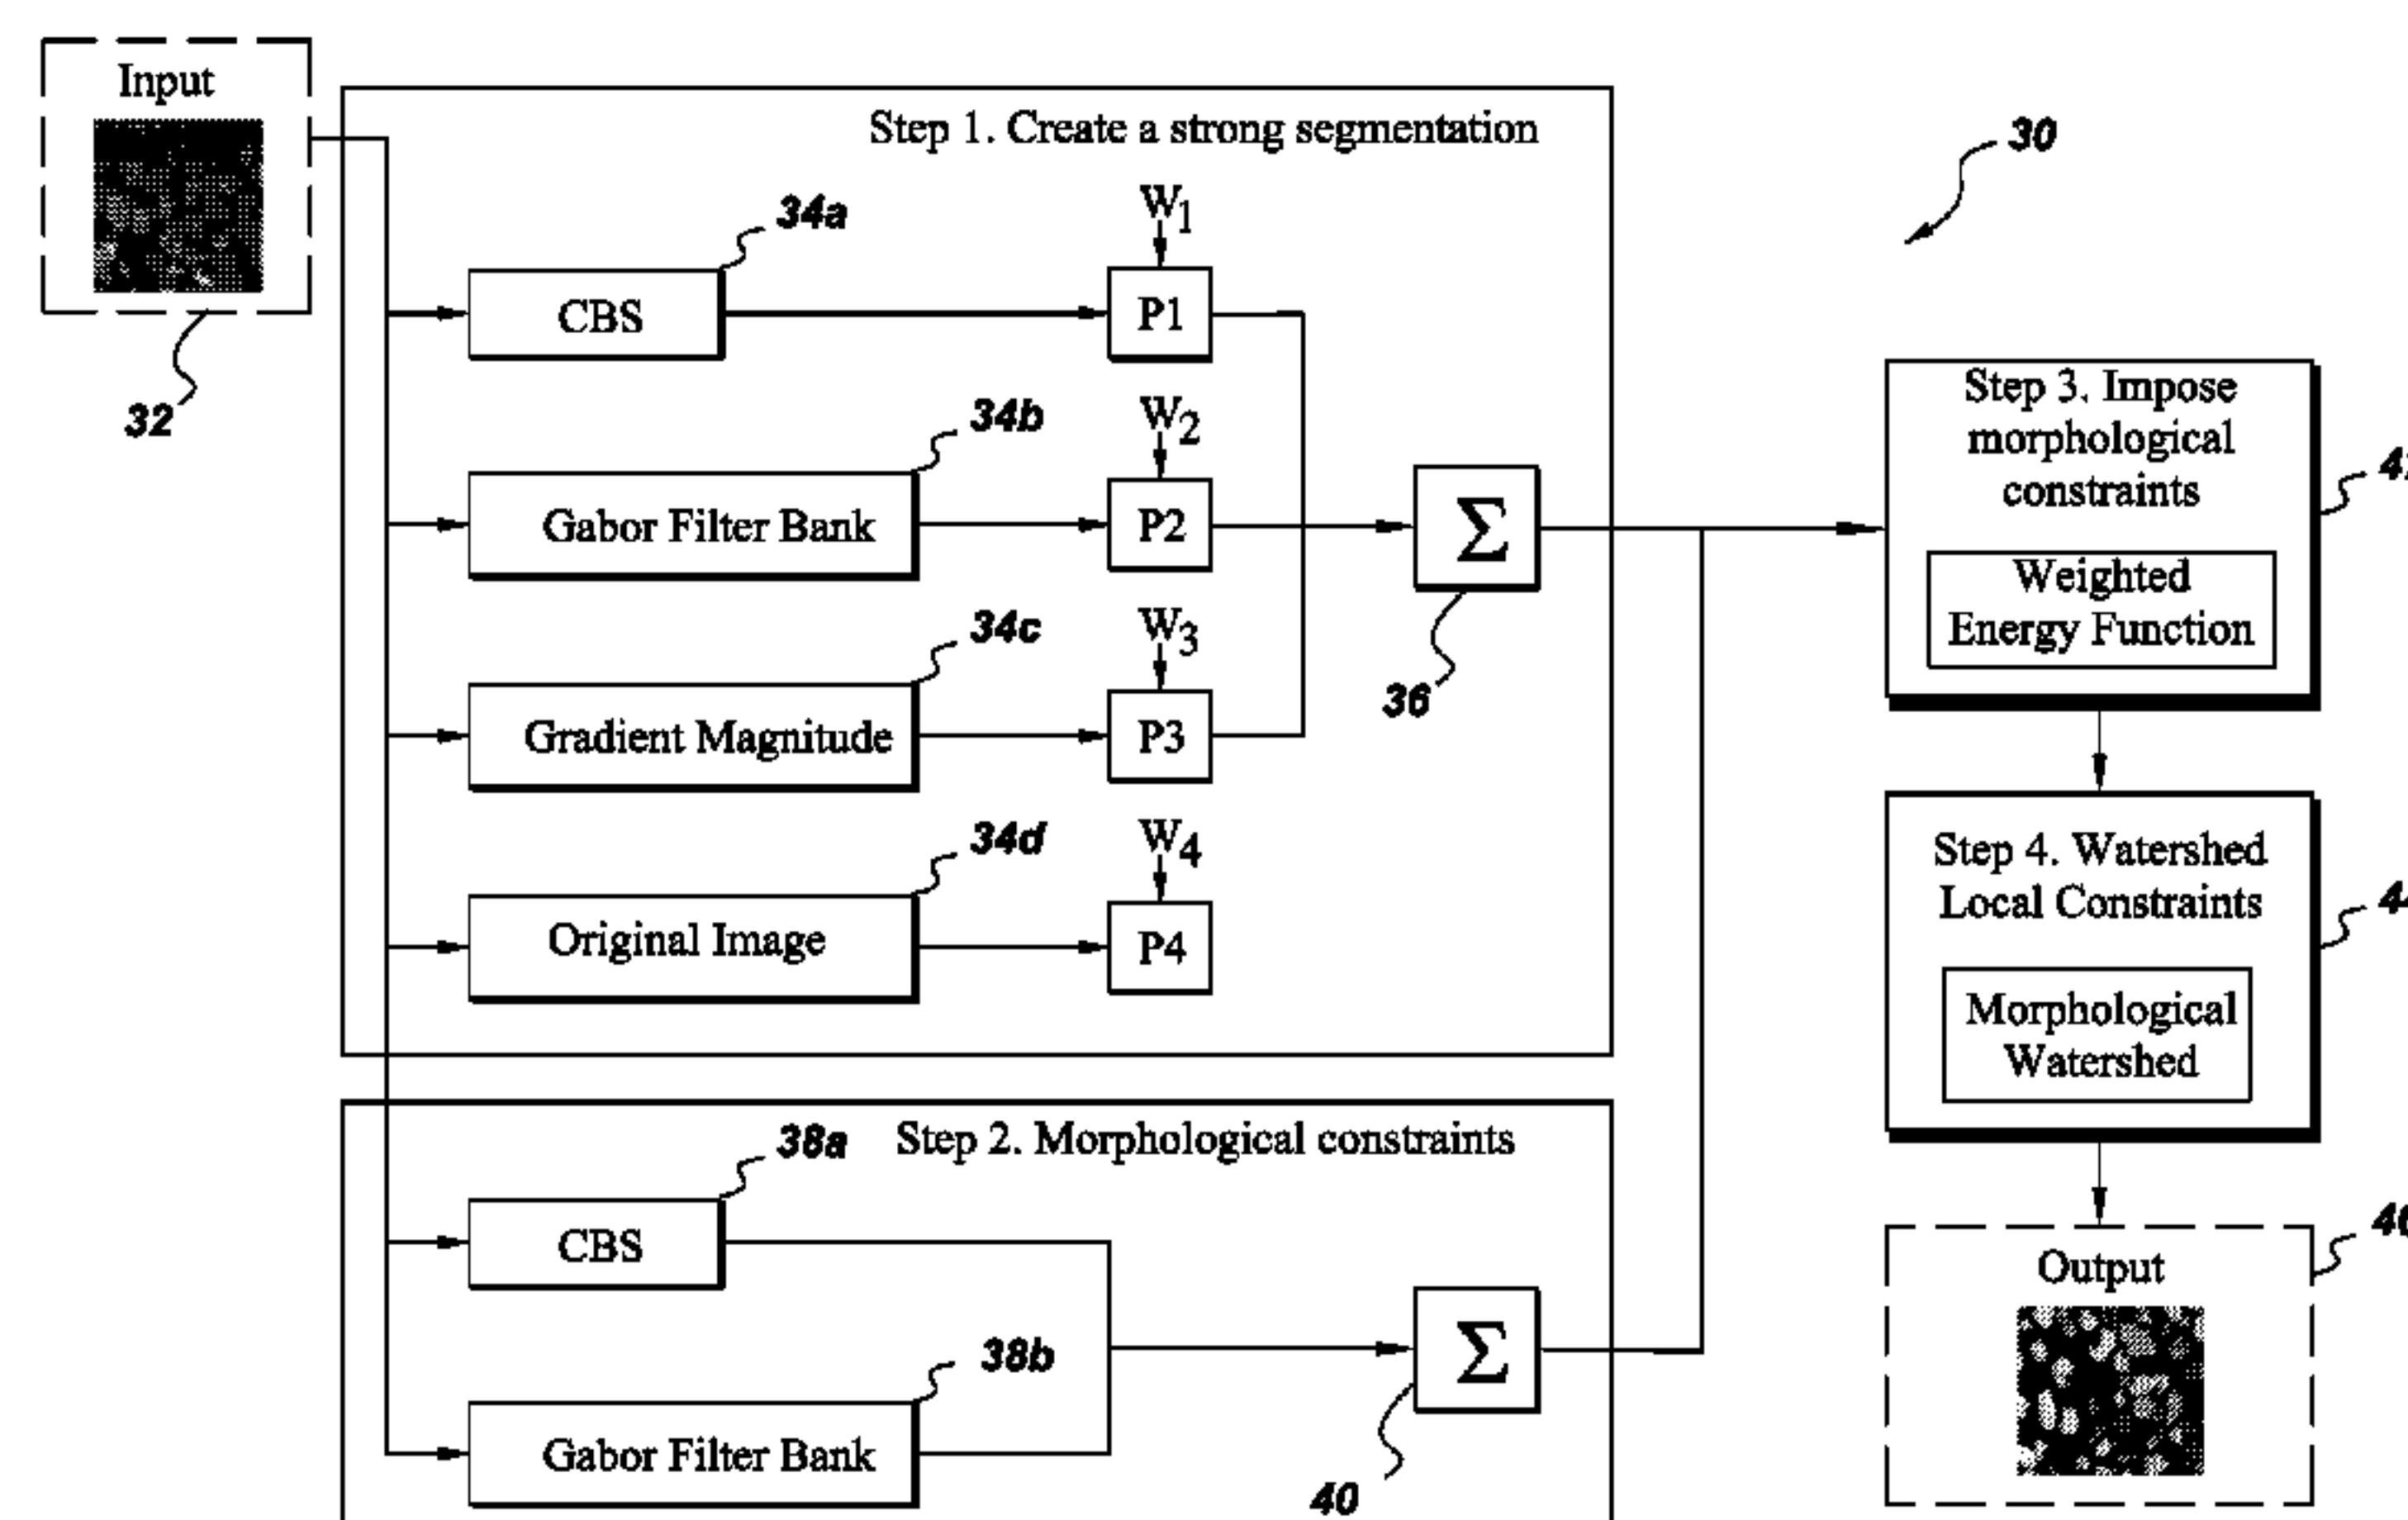 Input
32
Step 1. Create a strong segmentation
30
34a
CBS
W1
P1
34b
Gabor Filter Bank
W2
P2
34c
Gradient Magnitude
W3
P3
34d
Original Image
W4
P4
Σ
36
Step 2. Morphological constraints
38a
CBS
38b
Gabor Filter Bank
Σ
40
Step 3. Impose
morphological
constraints
Weighted
Energy Function
Step 4. Watershed
Local Constraints
Morphological
Watershed
Output